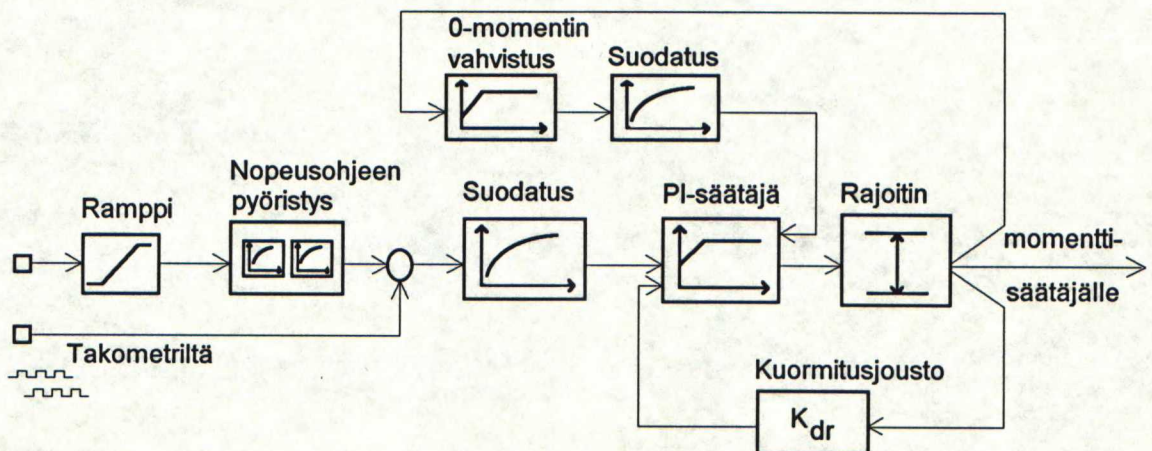 0-momentin
vahvistus
Suodatus
Nopeusohjeen
pyöristys
Ramppi
Suodatus
PI-säätäjä
Rajoitin
momentti-
säätäjälle
Takometriltä
Kuormitusjousto
Kdr